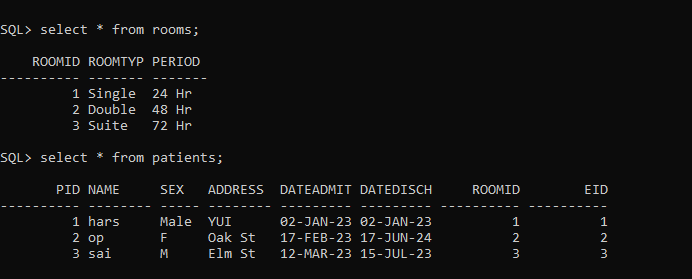 SQL> select * from rooms;
ROOMID ROOMTYP PERIOD
---------- ------- -------
1 Single 24 Hr
2 Double 48 Hr
3 Suite 72 Hr
SQL> select * from patients;
PID NAME SEX ADDRESS DATEADMIT DATEDISCH ROOMID EID
---------- -------- ----- -------- --------- --------- ---------- ----------
1 hars Male YUI 02-JAN-23 02-JAN-23 1 1
2 op F Oak St 17-FEB-23 17-JUN-24 2 2
3 sai M Elm St 12-MAR-23 15-JUL-23 3 3